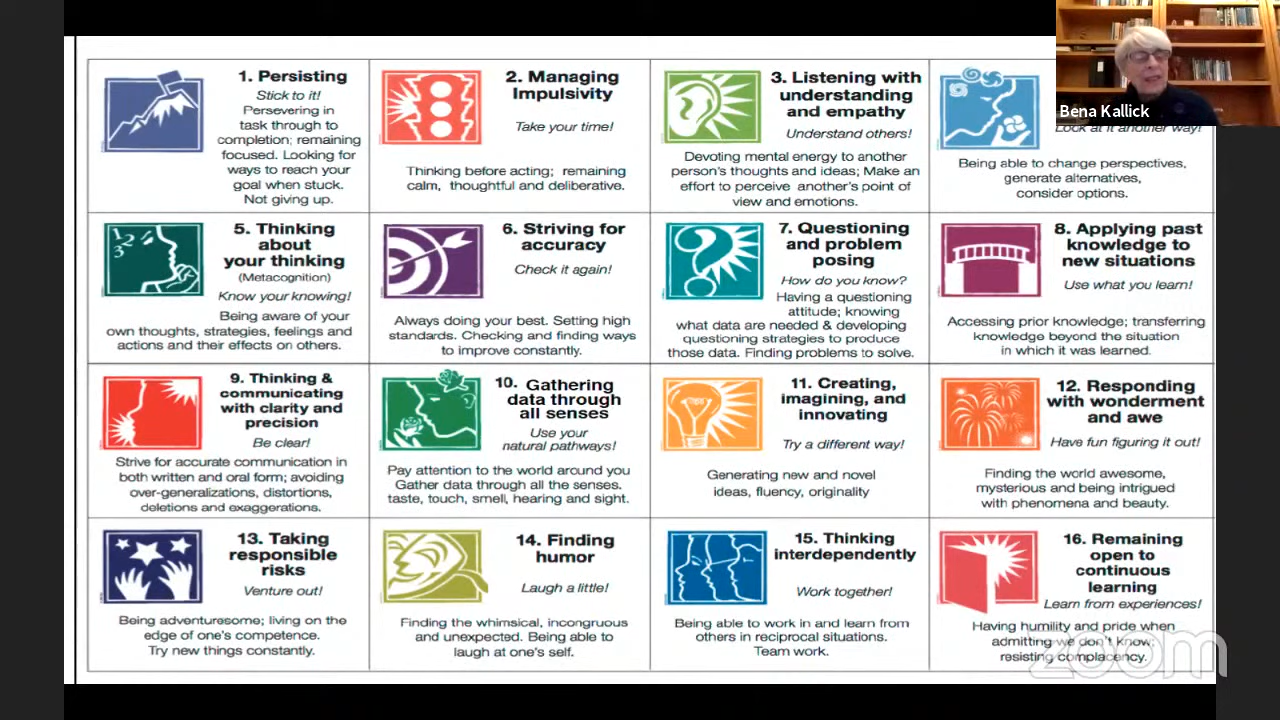 Bena Kallick
1. Persisting
Stick to it!
Persevering in
task through to
completion; remaining
focused. Looking for
ways to reach your
goal when stuck.
Not giving up.
2. Managing
Impulsivity
Take your time!
Thinking before acting; remaining
calm, thoughtful and deliberative.
3. Listening with
understanding
and empathy
Understand others!
Devoting mental energy to another
person's thoughts and ideas; Make an
effort to perceive another's point of
view and emotions.
Look at it another way!
Being able to change perspectives,
generate alternatives,
consider options.
5. Thinking
about
your thinking
(Metacognition)
Know your knowing!
Being aware of your
own thoughts, strategies, feelings and
actions and their effects on others.
6. Striving for
accuracy
Check it again!
Always doing your best. Setting high
standards. Checking and finding ways
to improve constantly.
7. Questioning
and problem
posing
How do you know?
Having a questioning
attitude; knowing
what data are needed & developing
questioning strategies to produce
those data. Finding problems to solve.
8. Applying past
knowledge to
new situations
Use what you learn!
Accessing prior knowledge; transferring
knowledge beyond the situation
in which it was learned.
9. Thinking &
communicating
with clarity and
precision
Be clear!
Strive for accurate communication in
both written and oral form; avoiding
over-generalizations, distortions,
deletions and exaggerations.
10. Gathering
data through
all senses
Use your
natural pathways!
Pay attention to the world around you
Gather data through all the senses.
taste, touch, smell, hearing and sight.
11. Creating,
imagining, and
innovating
Try a different way!
Generating new and novel
ideas, fluency, originality
12. Responding
with wonderment
and awe
Have fun figuring it out!
Finding the world awesome,
mysterious and being intrigued
with phenomena and beauty.
13. Taking
responsible
risks
Venture out!
Being adventuresome; living on the
edge of one's competence.
Try new things constantly.
14. Finding
humor
Laugh a little!
Finding the whimsical, incongruous
and unexpected. Being able to
laugh at one's self.
15. Thinking
interdependently
Work together!
Being able to work in and learn from
others in reciprocal situations.
Team work.
16. Remaining
open to
continuous
learning
Learn from experiences!
Having humility and pride when
admitting we don't know;
resisting complacency.
zoom